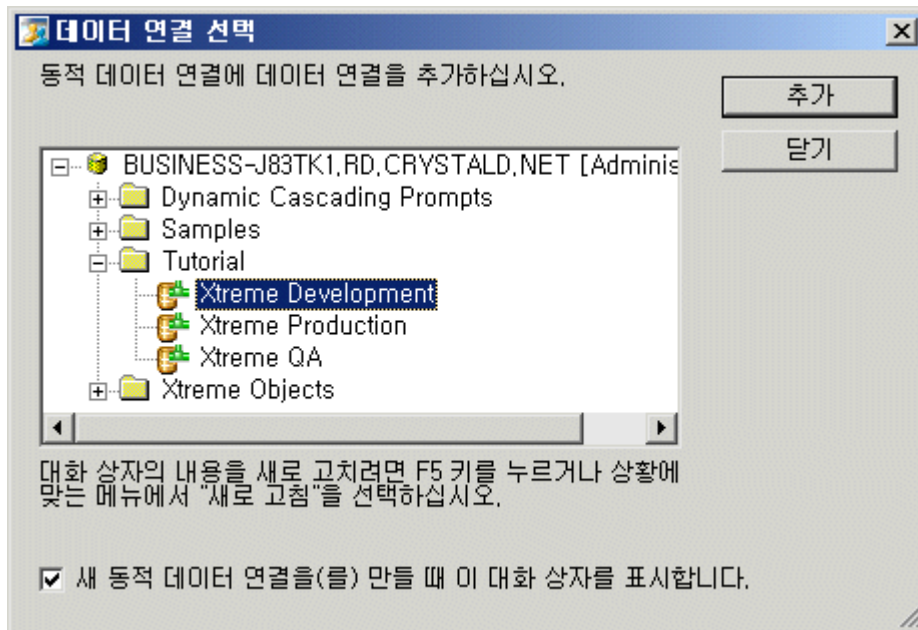 데이터 연결 선택
동적 데이터 연결에 데이터 연결을 추가하십시오.
추가
닫기
BUSINESS-J83TK1.RD.CRYSTALD.NET [Adminis
Dynamic Cascading Prompts
Samples
Tutorial
Xtreme Development
Xtreme Production
Xtreme QA
Xtreme Objects
대화 상자의 내용을 새로 고치려면 F5 키를 누르거나 상황에
맞는 메뉴에서 "새로 고침"을 선택하십시오.
새 동적 데이터 연결을(를) 만들 때 이 대화 상자를 표시합니다.